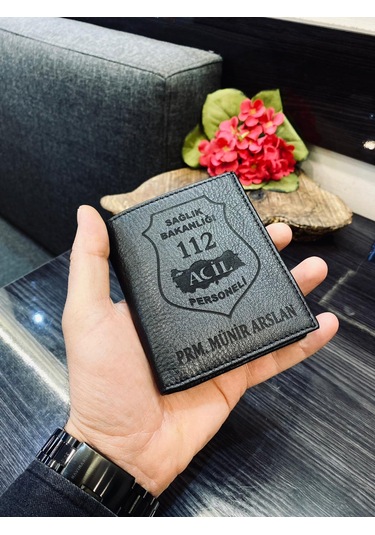 SAĞLIK
BAKANLIĞI
112
ACİL
PERSONELİ
PRM. MÜNİR ARSLAN